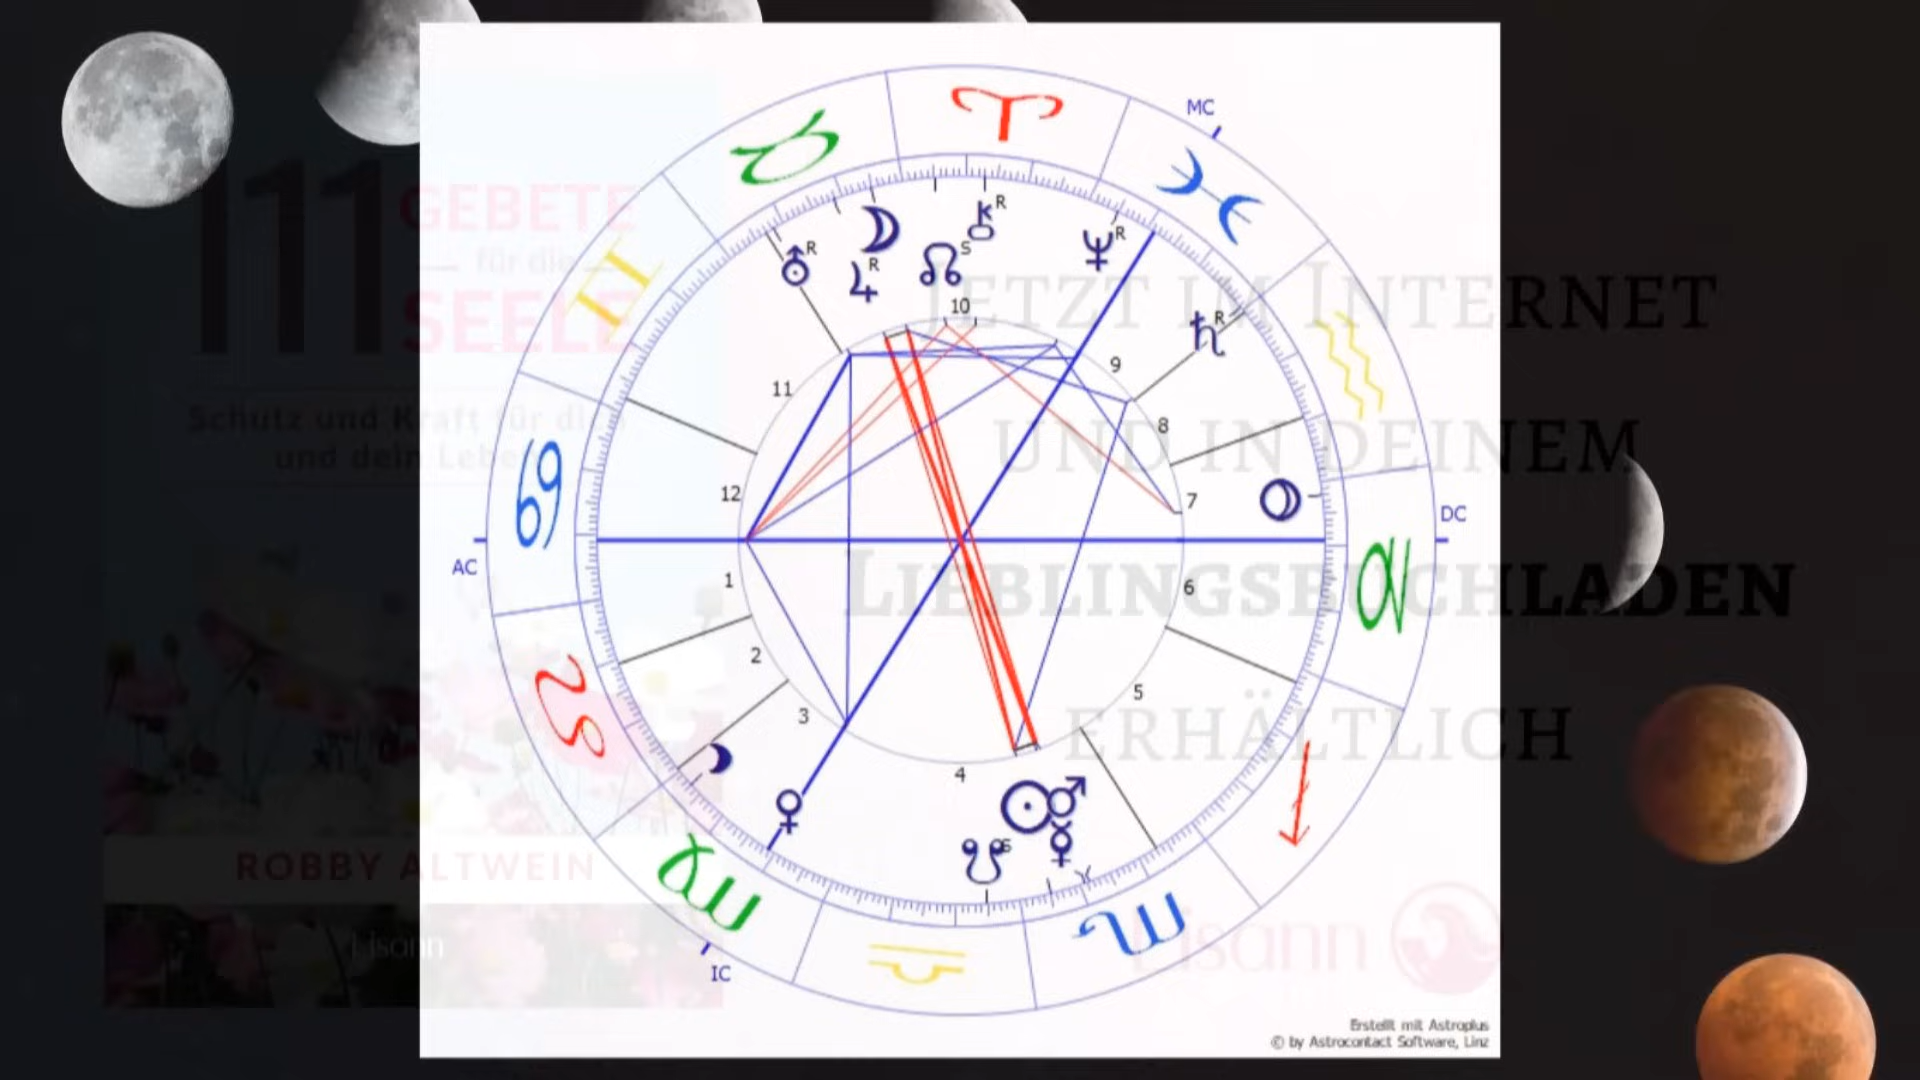 MC
111
GEBETE
für die
SEELE
R
R
R
S
R
R
R
JETZT IM INTERNET
10
9
11
8
Schutz und Kraft für dich
und dein Leben
UND IN DEINEM
12
7
DC
AC
1
6
LIEBLINGSBUCHLADEN
2
5
3
ERHÄLTLICH
4
S
ROBBY ALTWEIN
Lisann
Lisann
IC
Erstellt mit Astroplus
© by Astrocontact Software, Linz